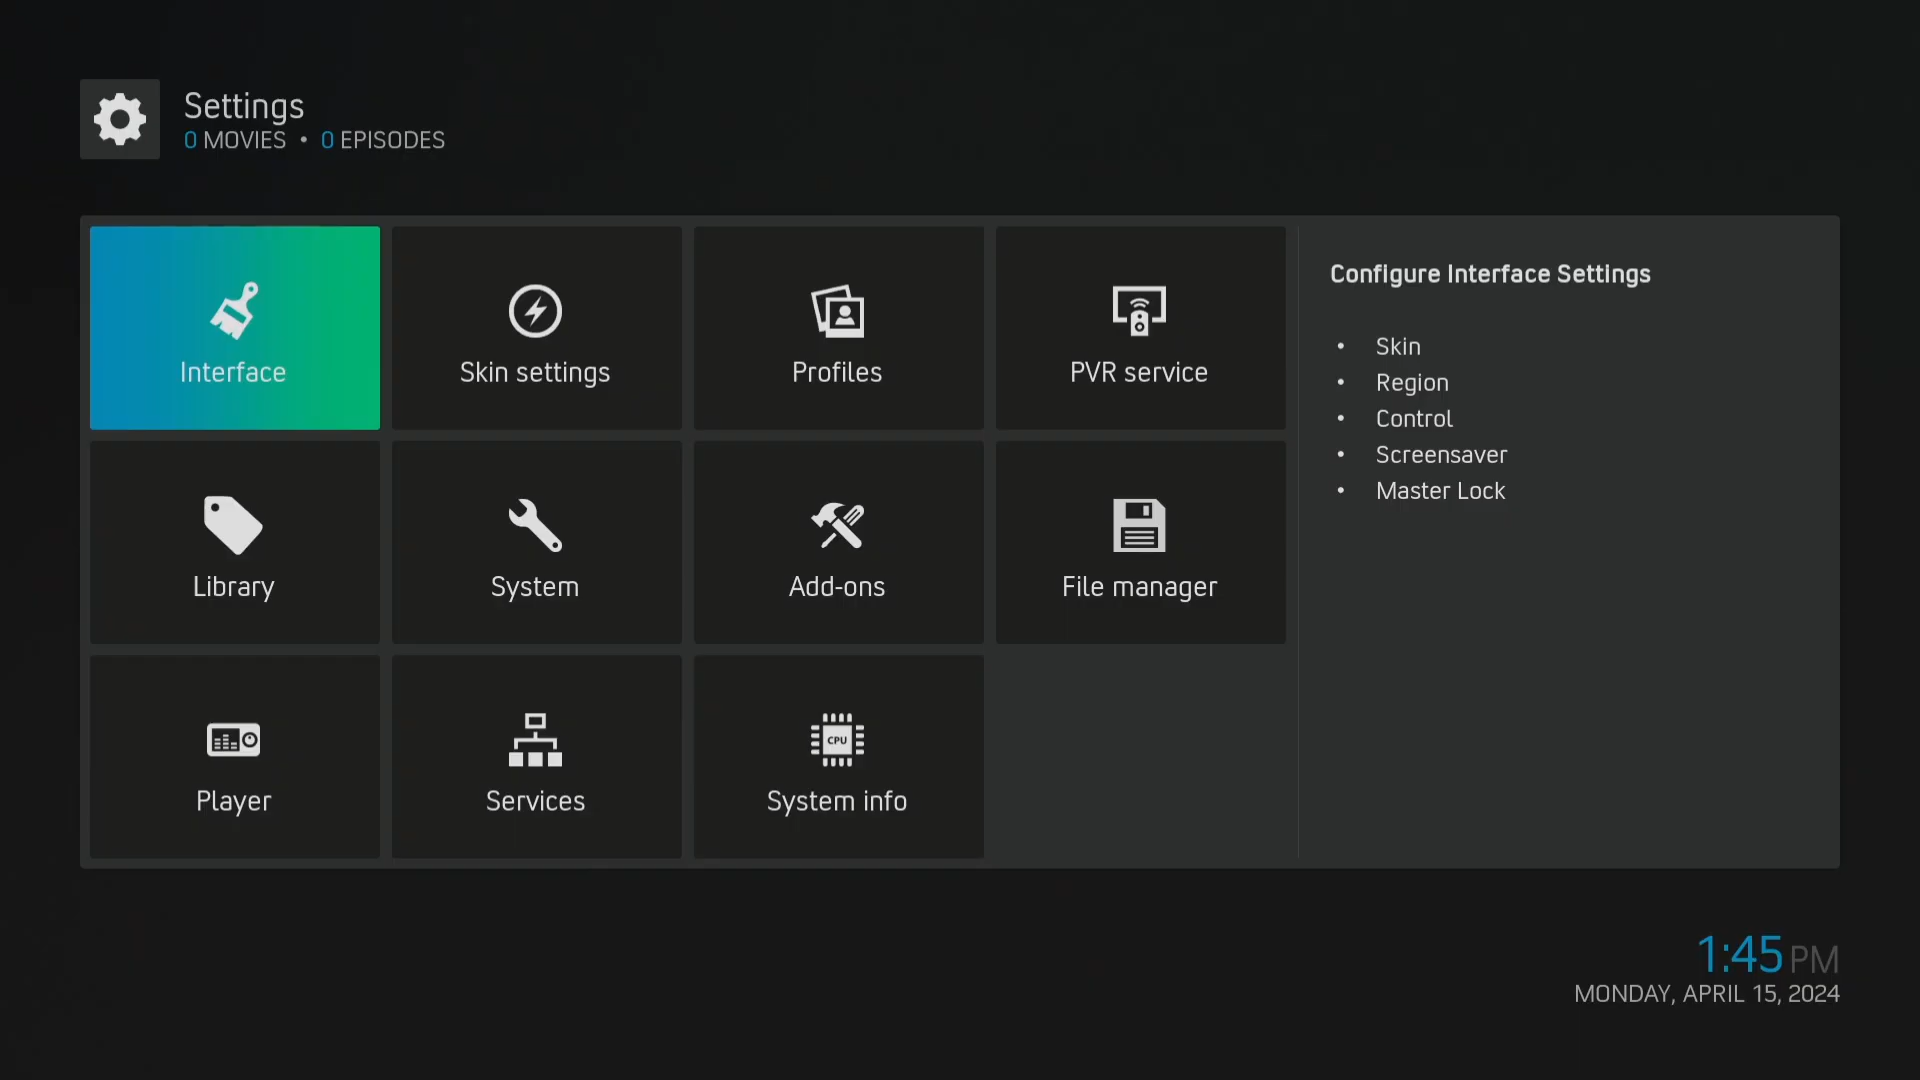 Settings
0 MOVIES • 0 EPISODES
Interface
Skin settings
Profiles
PVR service
Library
System
Add-ons
File manager
Player
Services
CPU
System info
Configure Interface Settings
• Skin
• Region
• Control
• Screensaver
• Master Lock
1:45 PM
MONDAY, APRIL 15, 2024